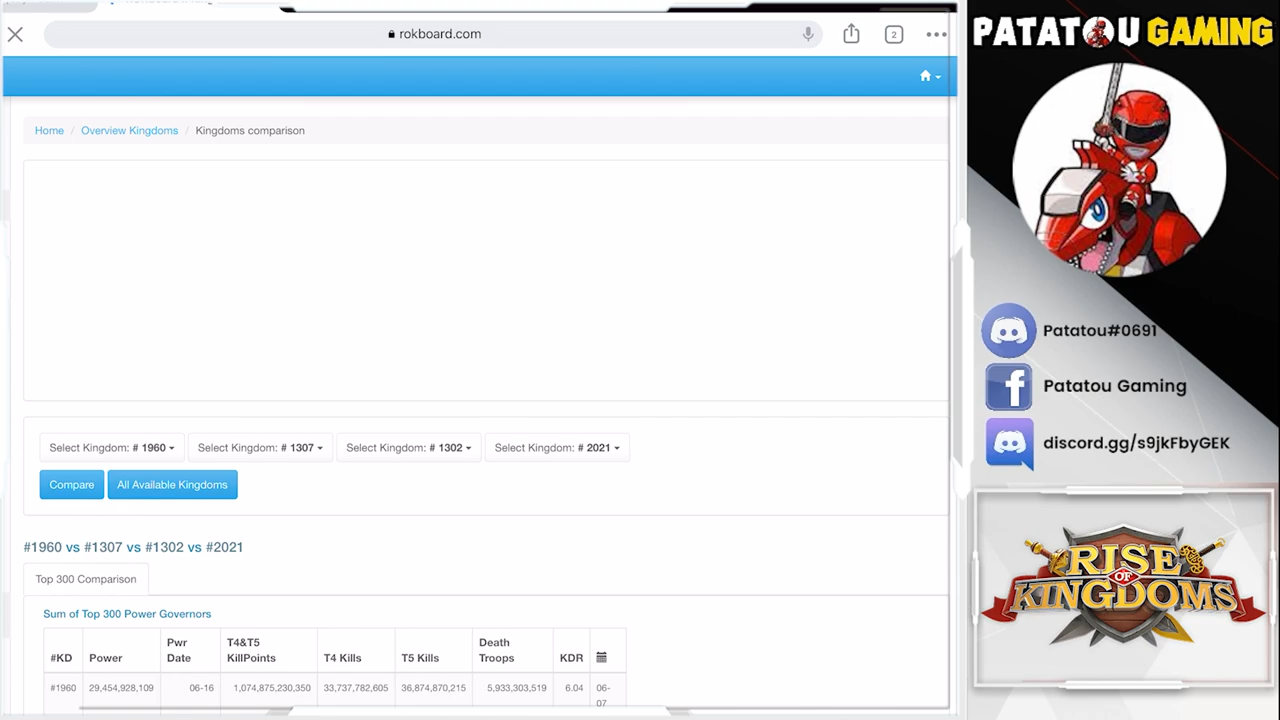 rokboard.com
2
PATATOU GAMING
Home / Overview Kingdoms / Kingdoms comparison
Patatou#0691
Patatou Gaming
discord.gg/s9jkFbyGEK
Select Kingdom: # 1960 Select Kingdom: # 1307 Select Kingdom: # 1302 Select Kingdom: # 2021
Compare All Available Kingdoms
#1960 vs #1307 vs #1302 vs #2021
Top 300 Comparison
Sum of Top 300 Power Governors
#KD Power Pwr Date T4&T5 KillPoints T4 Kills T5 Kills Death Troops KDR
#1960 29,454,928,109 06-16 1,074,875,230,350 33,737,782,605 36,874,870,215 5,933,303,519 6.04 06-07
RISE
OF
KINGDOMS